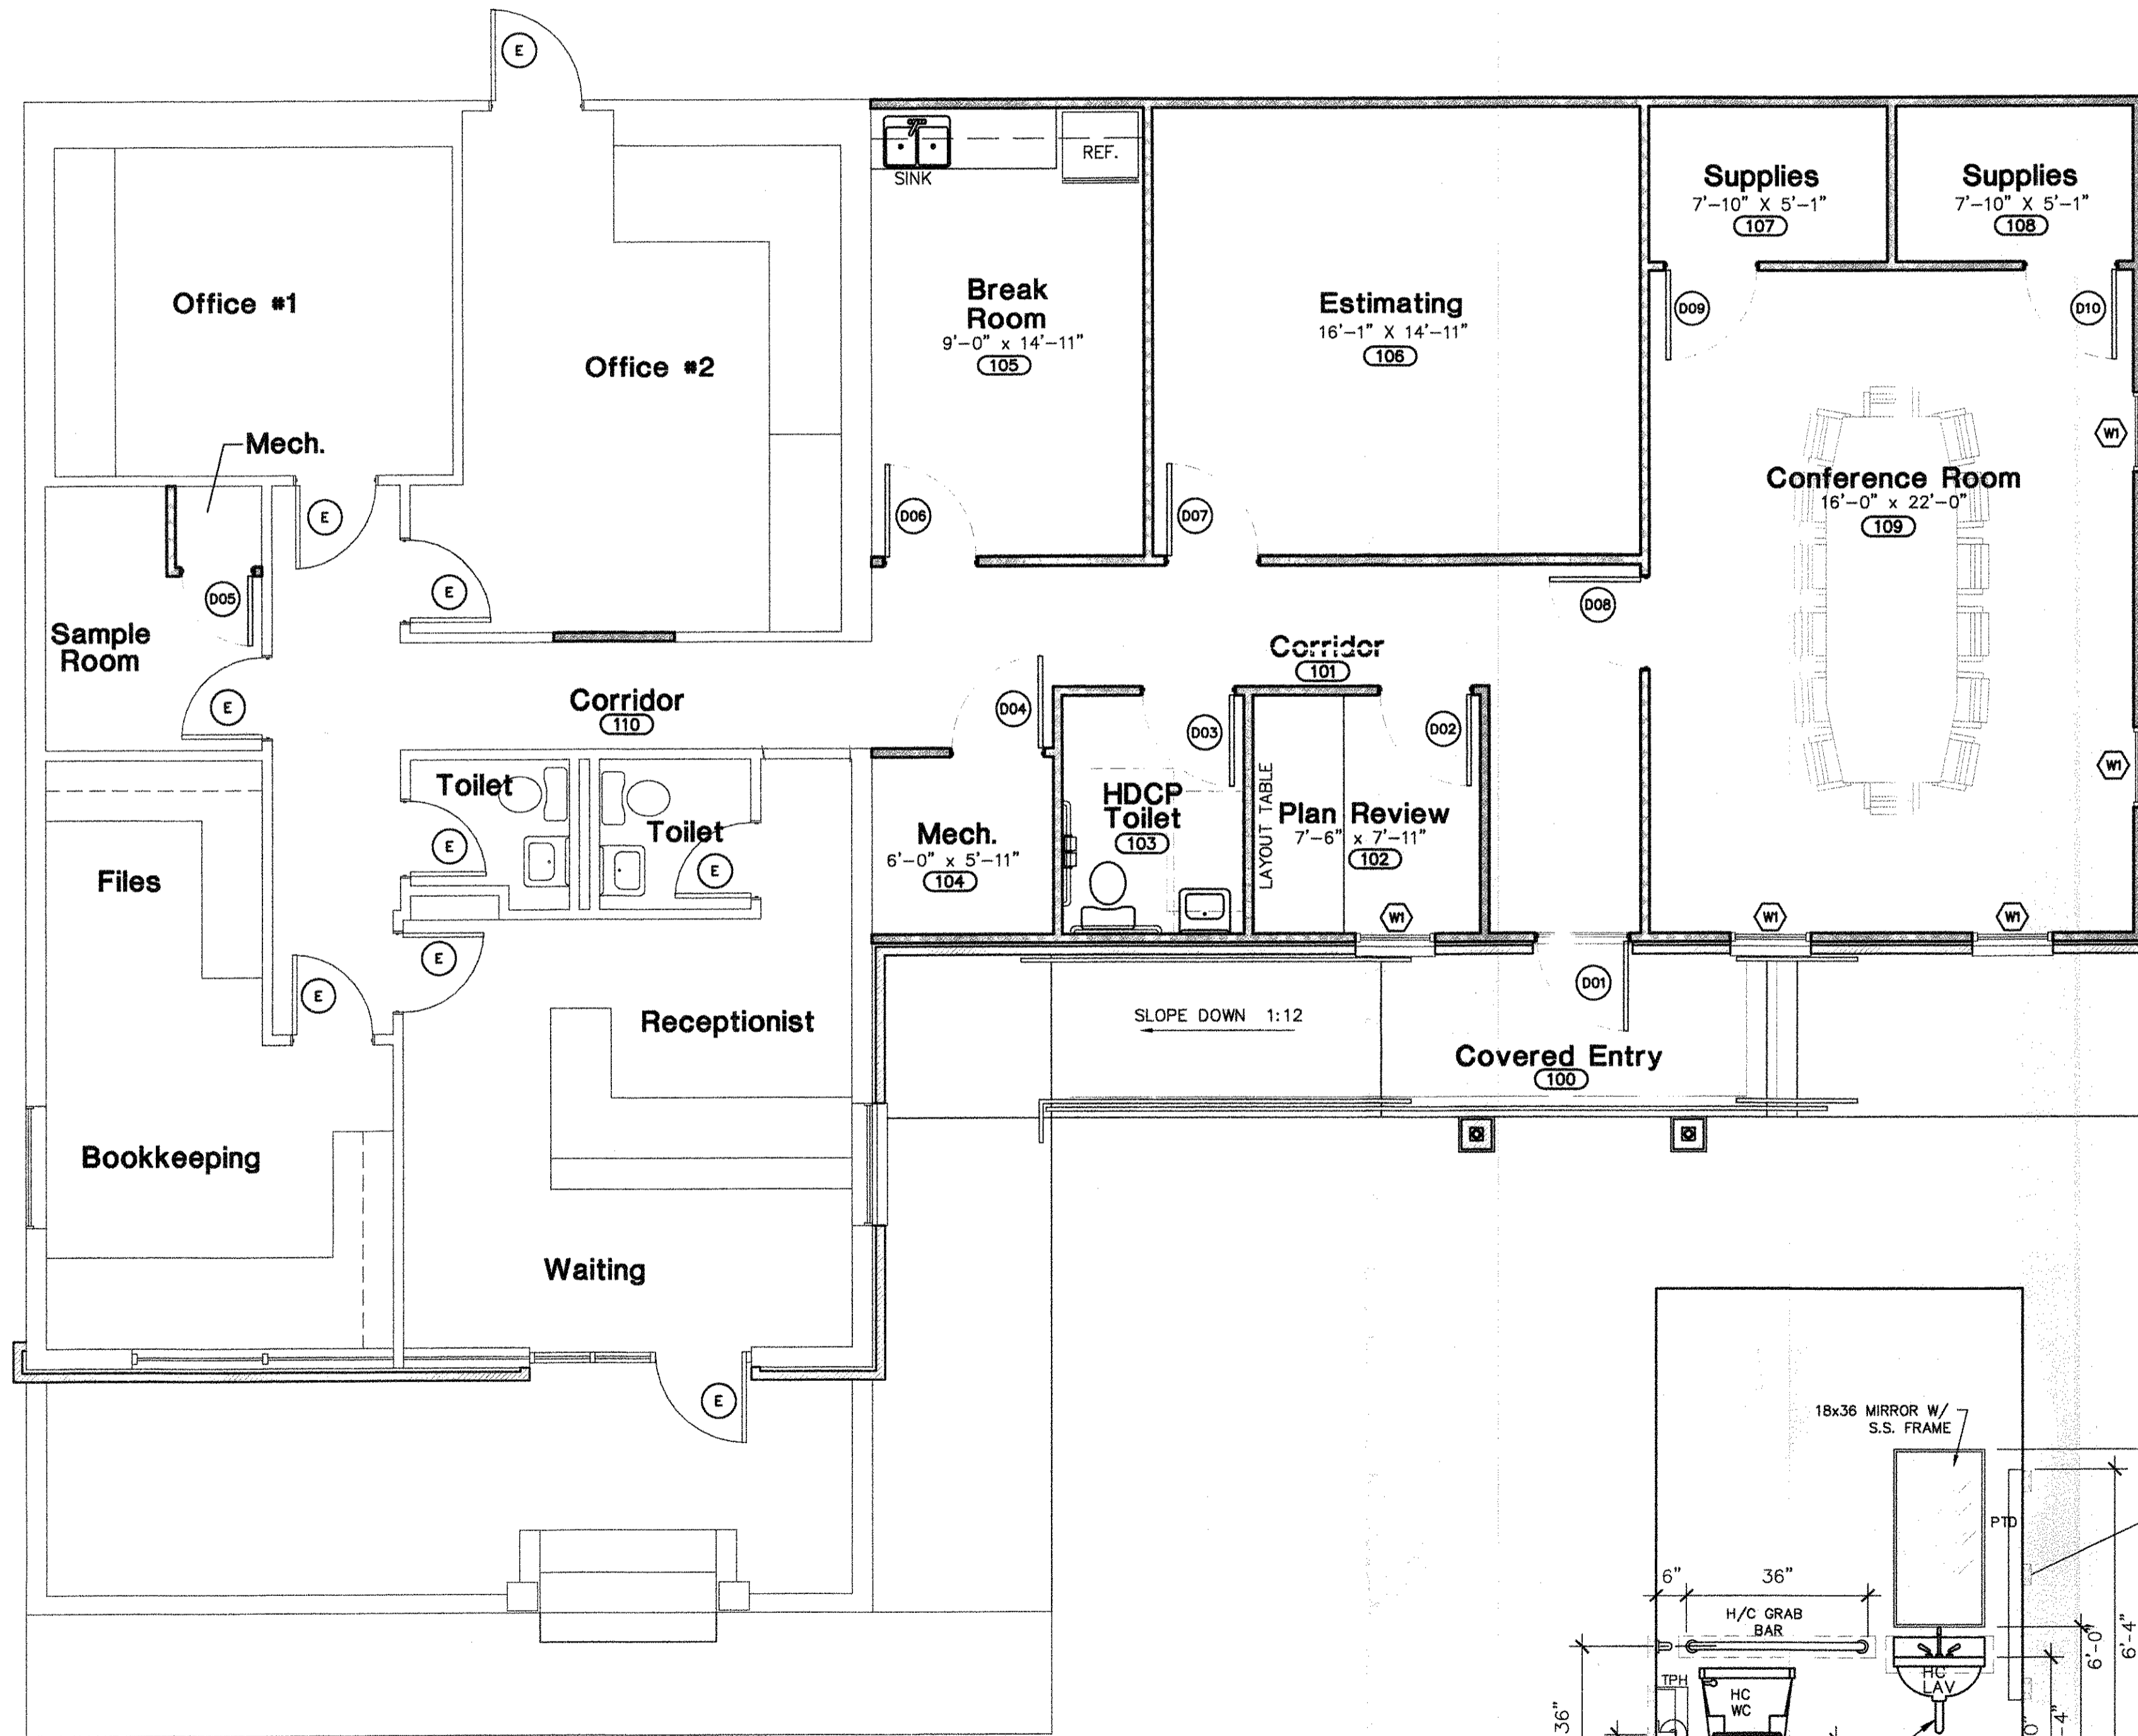 E
SINK
REF.
Supplies
7'-10" X 5'-1"
107
Supplies
7'-10" X 5'-1"
108
Office #1
Office #2
Break
Room
9'-0" x 14'-11"
105
Estimating
16'-1" X 14'-11"
106
D09
D10
Mech.
W1
Conference Room
16'-0" x 22'-0"
109
E
D06
D07
E
D05
D08
Sample
Room
Corridor
101
E
Corridor
110
D04
D03
D02
W1
Toilet
Toilet
E
E
Mech.
6'-0" x 5'-11"
104
HDCP
Toilet
103
LAYOUT TABLE
Plan Review
7'-6" x 7'-11"
102
Files
W1
W1
W1
E
E
D01
Receptionist
SLOPE DOWN 1:12
Covered Entry
100
Bookkeeping
Waiting
E
18x36 MIRROR W/
S.S. FRAME
PTD
6"
36"
H/C GRAB
BAR
6'-0"
6'-4"
TPH
HC
WC
HC
LAV
36"